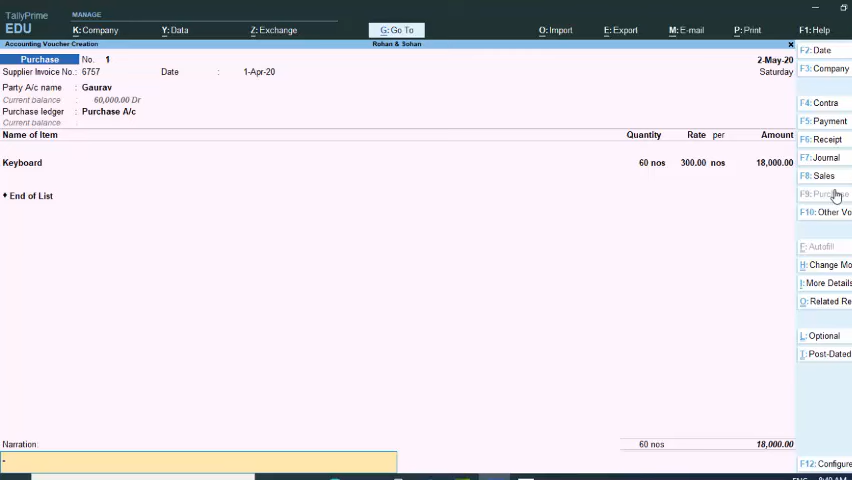 TallyPrime
EDU
MANAGE
K: Company
Y: Data
Z: Exchange
G: Go To
O: Import
E: Export
M: E-mail
P: Print
F1: Help
Accounting Voucher Creation
Rohan & Sohan
Purchase No. 1
2-May-20
Supplier Invoice No.: 6757 Date : 1-Apr-20
Saturday
Party A/c name : Gaurav
Current balance : 60,000.00 Dr
Purchase ledger : Purchase A/c
Current balance :
Name of Item Quantity Rate per Amount
Keyboard 60 nos 300.00 nos 18,000.00
♦ End of List
Narration:
60 nos 18,000.00
F2: Date
F3: Company
F4: Contra
F5: Payment
F6: Receipt
F7: Journal
F8: Sales
F9: Purchase
F10: Other Vo
F: Autofill
H: Change Mo
I: More Details
O: Related Re
L: Optional
T: Post-Dated
F12: Configure